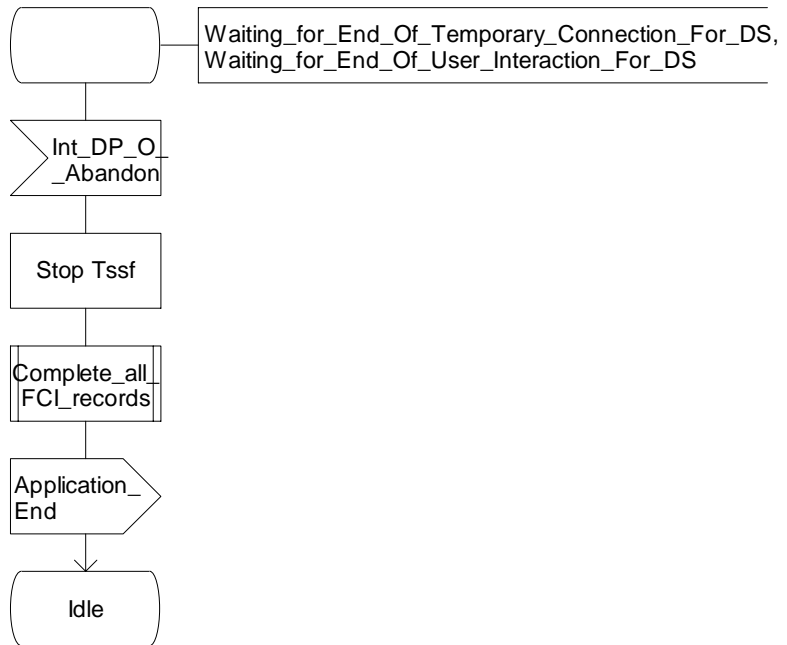 Waiting_for_End_Of_Temporary_Connection_For_DS,
Waiting_for_End_Of_User_Interaction_For_DS
Int_DP_O_
_Abandon
Stop Tssf
Complete_all_
FCI_records
Application_
End
Idle